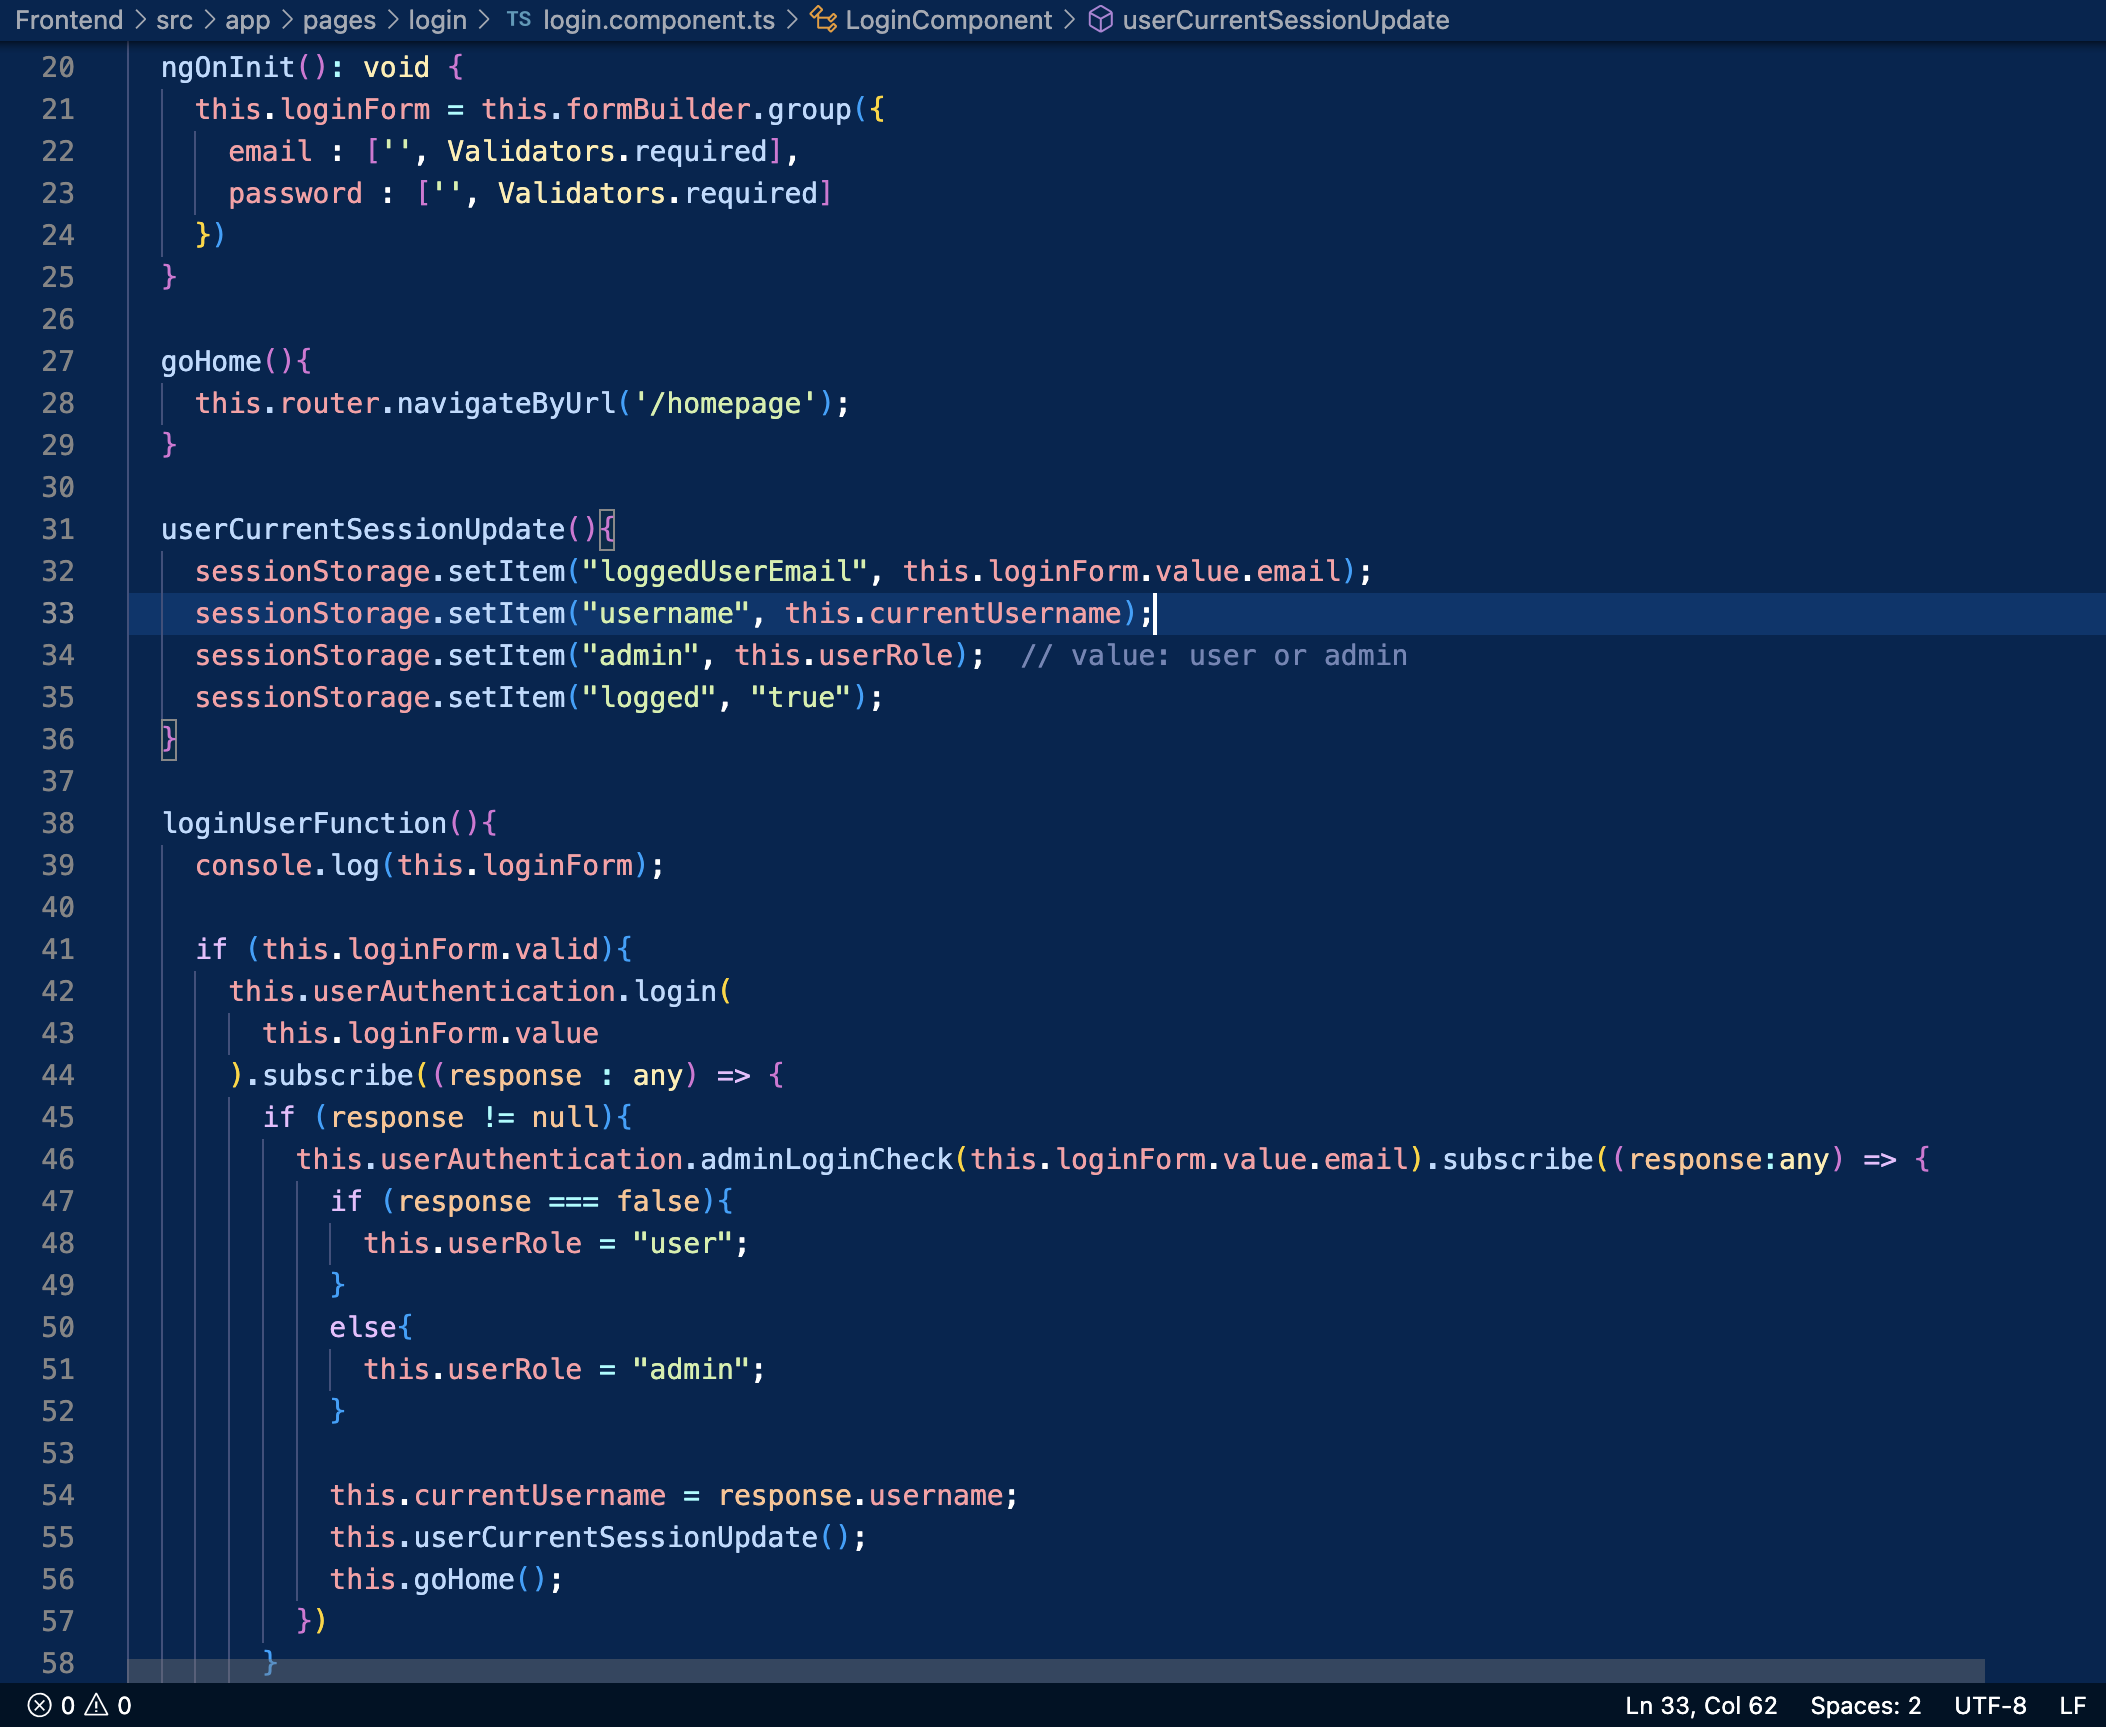 Frontend > src > app > pages > login > TS login.component.ts > LoginComponent > userCurrentSessionUpdate
20 ngOnInit(): void {
21 this.loginForm = this.formBuilder.group({
22 email : ['', Validators.required],
23 password : ['', Validators.required]
24 })
25 }
26
27 goHome(){
28 this.router.navigateByUrl('/homepage');
29 }
30
31 userCurrentSessionUpdate(){
32 sessionStorage.setItem("loggedUserEmail", this.loginForm.value.email);
33 sessionStorage.setItem("username", this.currentUsername);
34 sessionStorage.setItem("admin", this.userRole);  // value: user or admin
35 sessionStorage.setItem("logged", "true");
36 }
37
38 loginUserFunction(){
39 console.log(this.loginForm);
40
41 if (this.loginForm.valid){
42 this.userAuthentication.login(
43 this.loginForm.value
44 ).subscribe((response : any) => {
45 if (response != null){
46 this.userAuthentication.adminLoginCheck(this.loginForm.value.email).subscribe((response:any) => {
47 if (response === false){
48 this.userRole = "user";
49 }
50 else{
51 this.userRole = "admin";
52 }
53
54 this.currentUsername = response.username;
55 this.userCurrentSessionUpdate();
56 this.goHome();
57 })
58 }
0 0 Ln 33, Col 62 Spaces: 2 UTF-8 LF